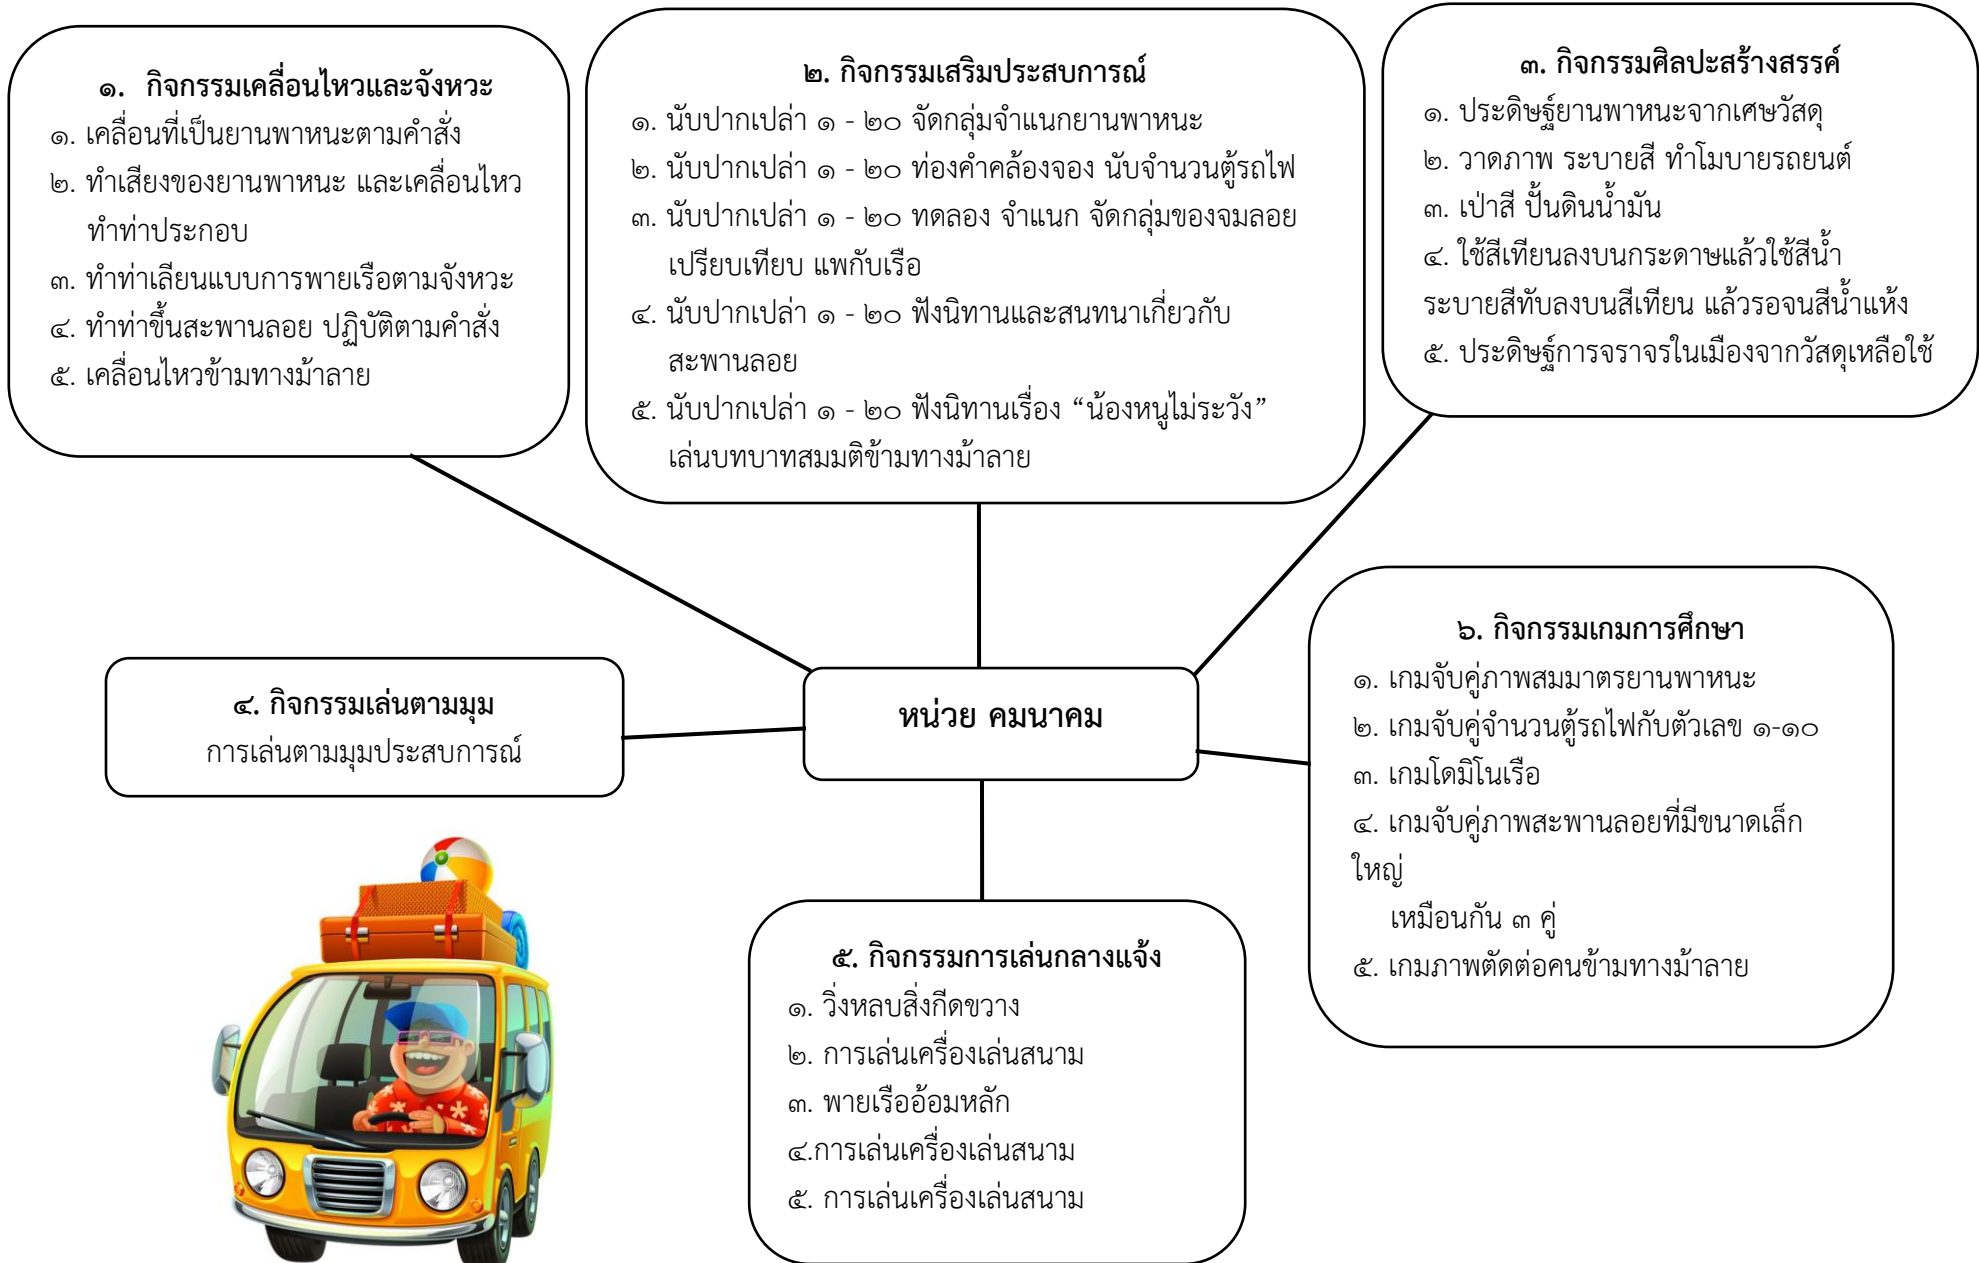 ๑. กิจกรรมเคลื่อนไหวและจังหวะ
๑. เคลื่อนที่เป็นยานพาหนะตามคำสั่ง
๒. ทำเสียงของยานพาหนะ และเคลื่อนไหว
ทำท่าประกอบ
๓. ทำท่าเลียนแบบการพายเรือตามจังหวะ
๔. ทำท่าขึ้นสะพานลอย ปฏิบัติตามคำสั่ง
๕. เคลื่อนไหวข้ามทางม้าลาย
๒. กิจกรรมเสริมประสบการณ์
๑. นับปากเปล่า ๑ - ๒๐ จัดกลุ่มจำแนกยานพาหนะ
๒. นับปากเปล่า ๑ - ๒๐ ท่องคำคล้องจอง นับจำนวนตู้รถไฟ
๓. นับปากเปล่า ๑ - ๒๐ ทดลอง จำแนก จัดกลุ่มของจมลอย
เปรียบเทียบ แพกับเรือ
๔. นับปากเปล่า ๑ - ๒๐ ฟังนิทานและสนทนาเกี่ยวกับ
สะพานลอย
๕. นับปากเปล่า ๑ - ๒๐ ฟังนิทานเรื่อง “น้องหนูไม่ระวัง”
เล่นบทบาทสมมติข้ามทางม้าลาย
๓. กิจกรรมศิลปะสร้างสรรค์
๑. ประดิษฐ์ยานพาหนะจากเศษวัสดุ
๒. วาดภาพ ระบายสี ทำโมบายรถยนต์
๓. เป่าสี ปั้นดินน้ำมัน
๔. ใช้สีเทียนลงบนกระดาษแล้วใช้สีน้ำ
ระบายสีทับลงบนสีเทียน แล้วรอจนสีน้ำแห้ง
๕. ประดิษฐ์การจราจรในเมืองจากวัสดุเหลือใช้
๔. กิจกรรมเล่นตามมุม
การเล่นตามมุมประสบการณ์
หน่วย คมนาคม
๖. กิจกรรมเกมการศึกษา
๑. เกมจับคู่ภาพสมมาตรยานพาหนะ
๒. เกมจับคู่จำนวนตู้รถไฟกับตัวเลข ๑-๑๐
๓. เกมโดมิโนเรือ
๔. เกมจับคู่ภาพสะพานลอยที่มีขนาดเล็ก
ใหญ่
เหมือนกัน ๓ คู่
๕. เกมภาพตัดต่อคนข้ามทางม้าลาย
๕. กิจกรรมการเล่นกลางแจ้ง
๑. วิ่งหลบสิ่งกีดขวาง
๒. การเล่นเครื่องเล่นสนาม
๓. พายเรืออ้อมหลัก
๔.การเล่นเครื่องเล่นสนาม
๕. การเล่นเครื่องเล่นสนาม